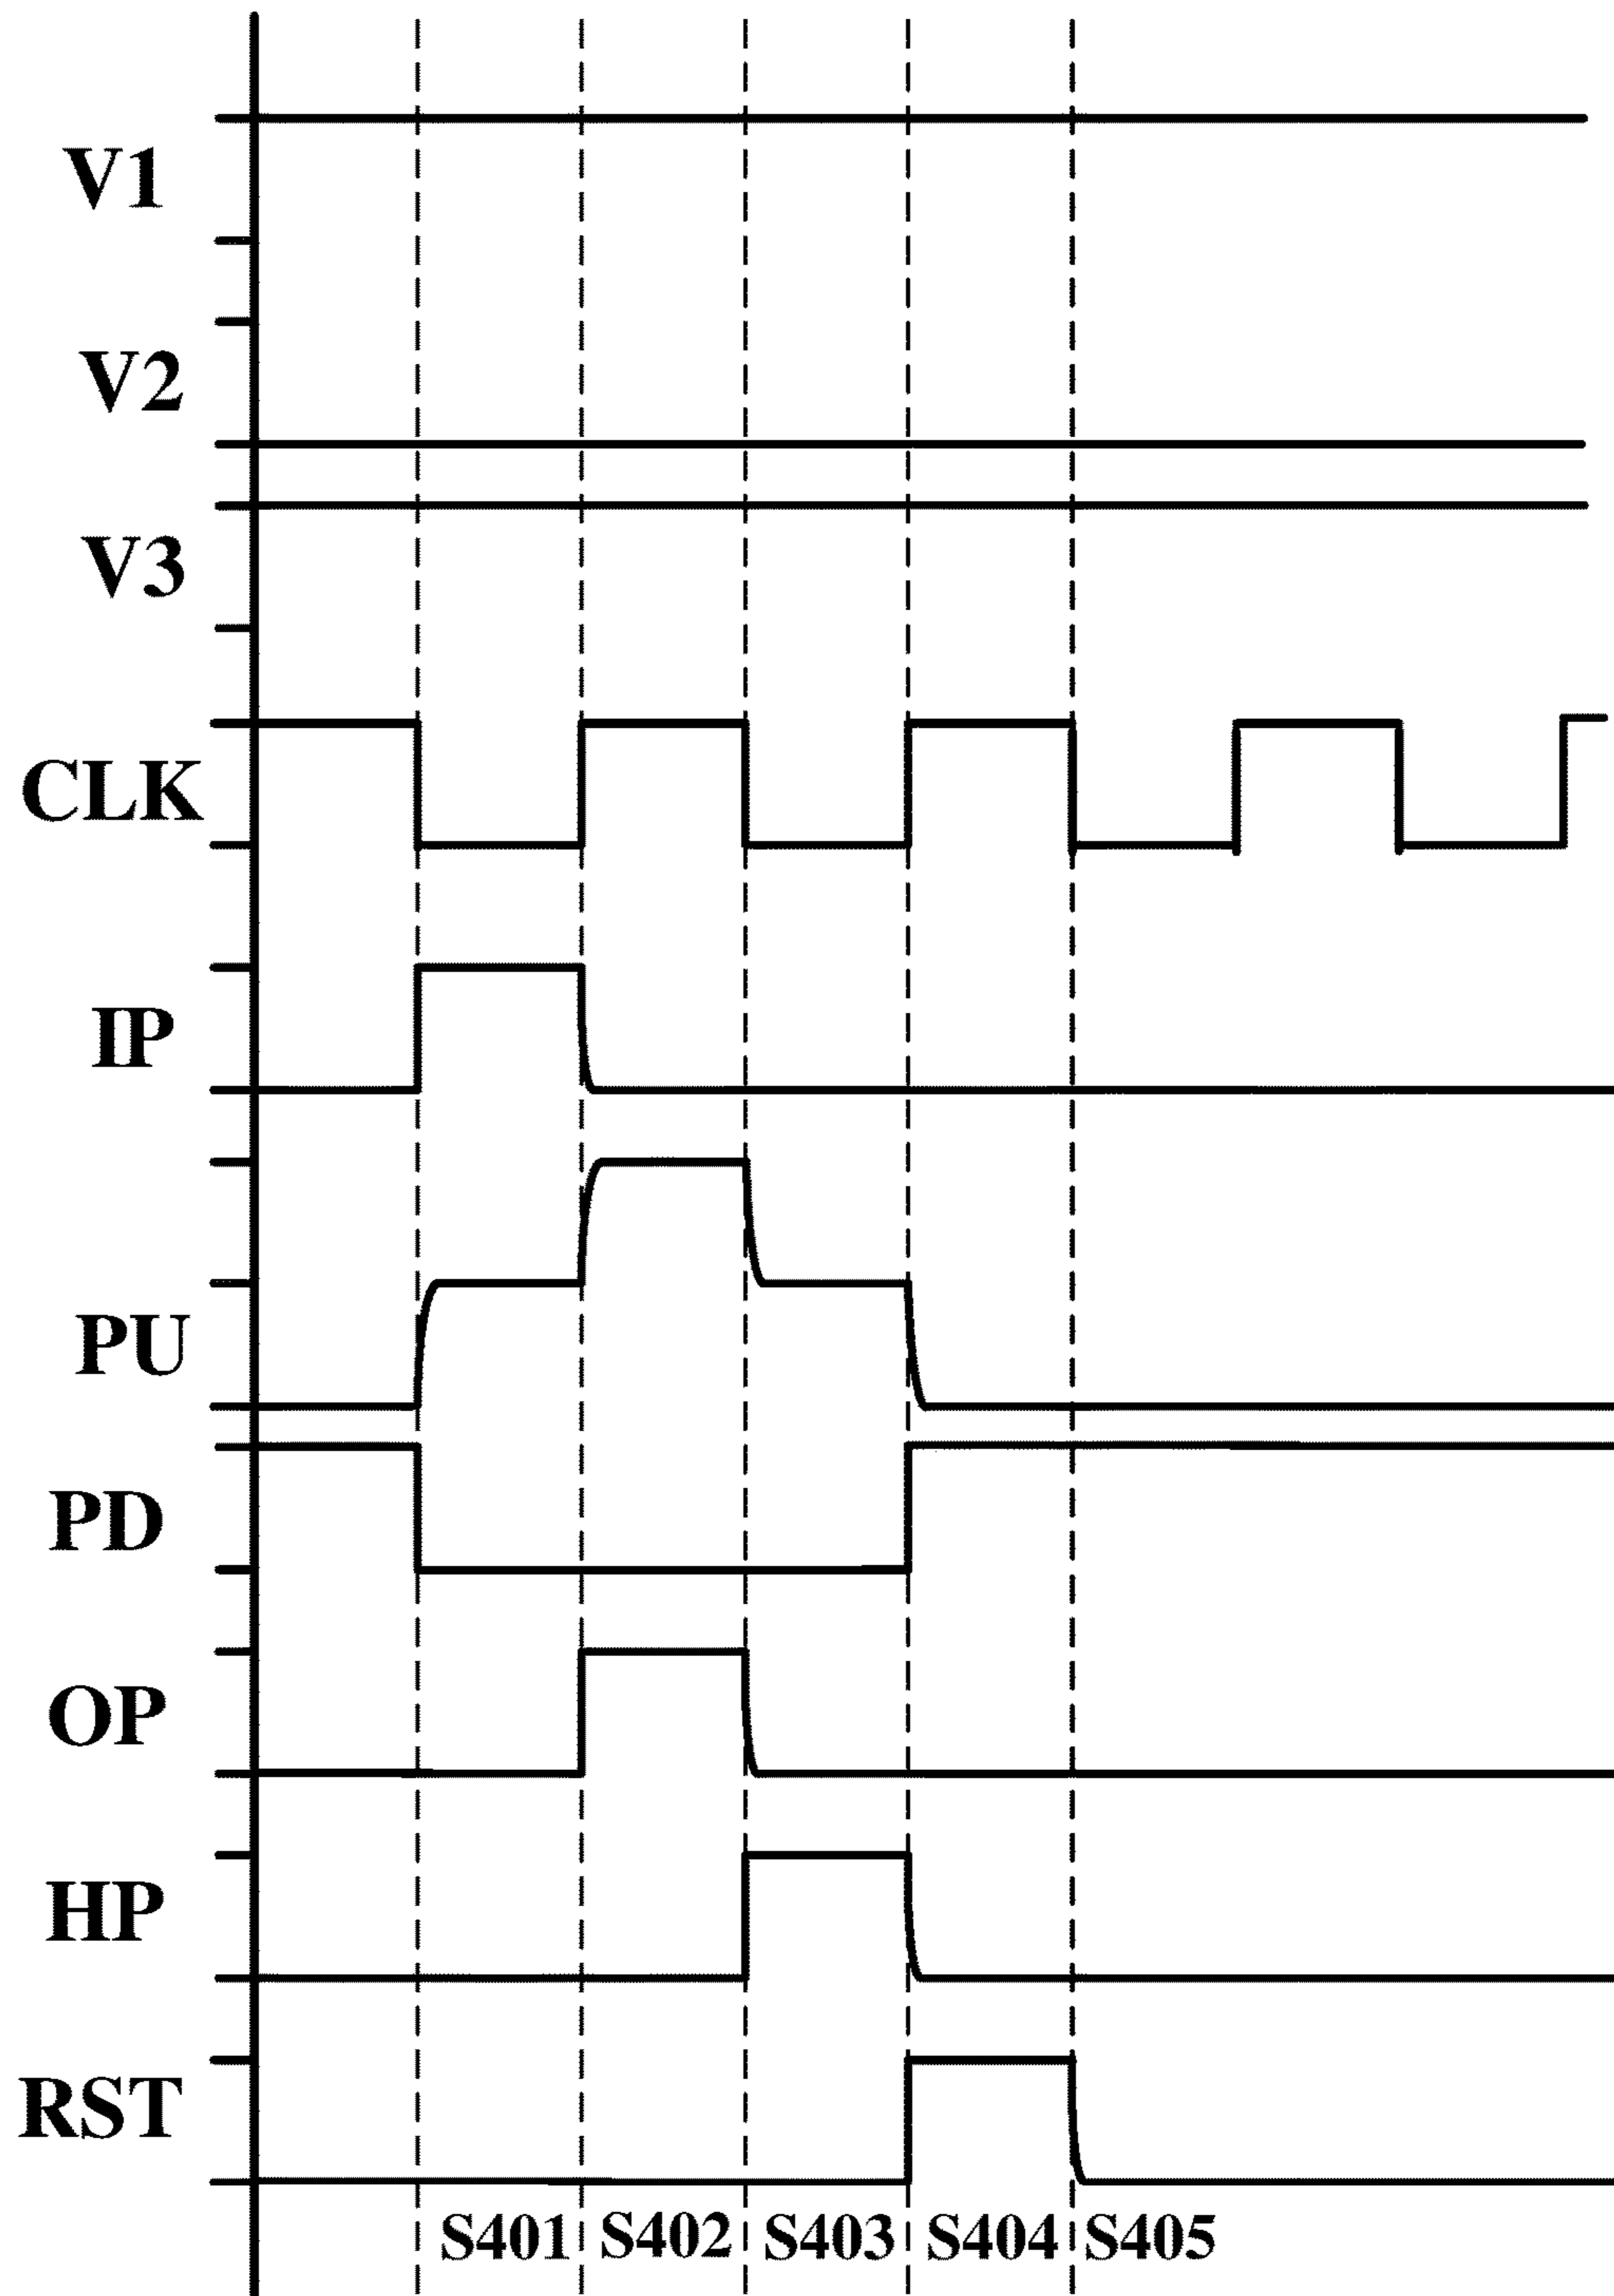 V1
V2
V3
CLK
IP
PU
PD
OP
HP
RST
S401 S402 S403 S404 S405